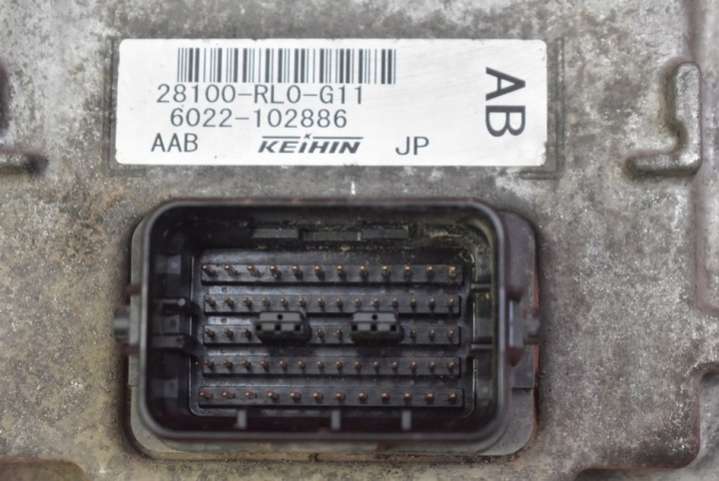 28100-RL0-G11
6022-102886
AAB KEIHIN JP
AB